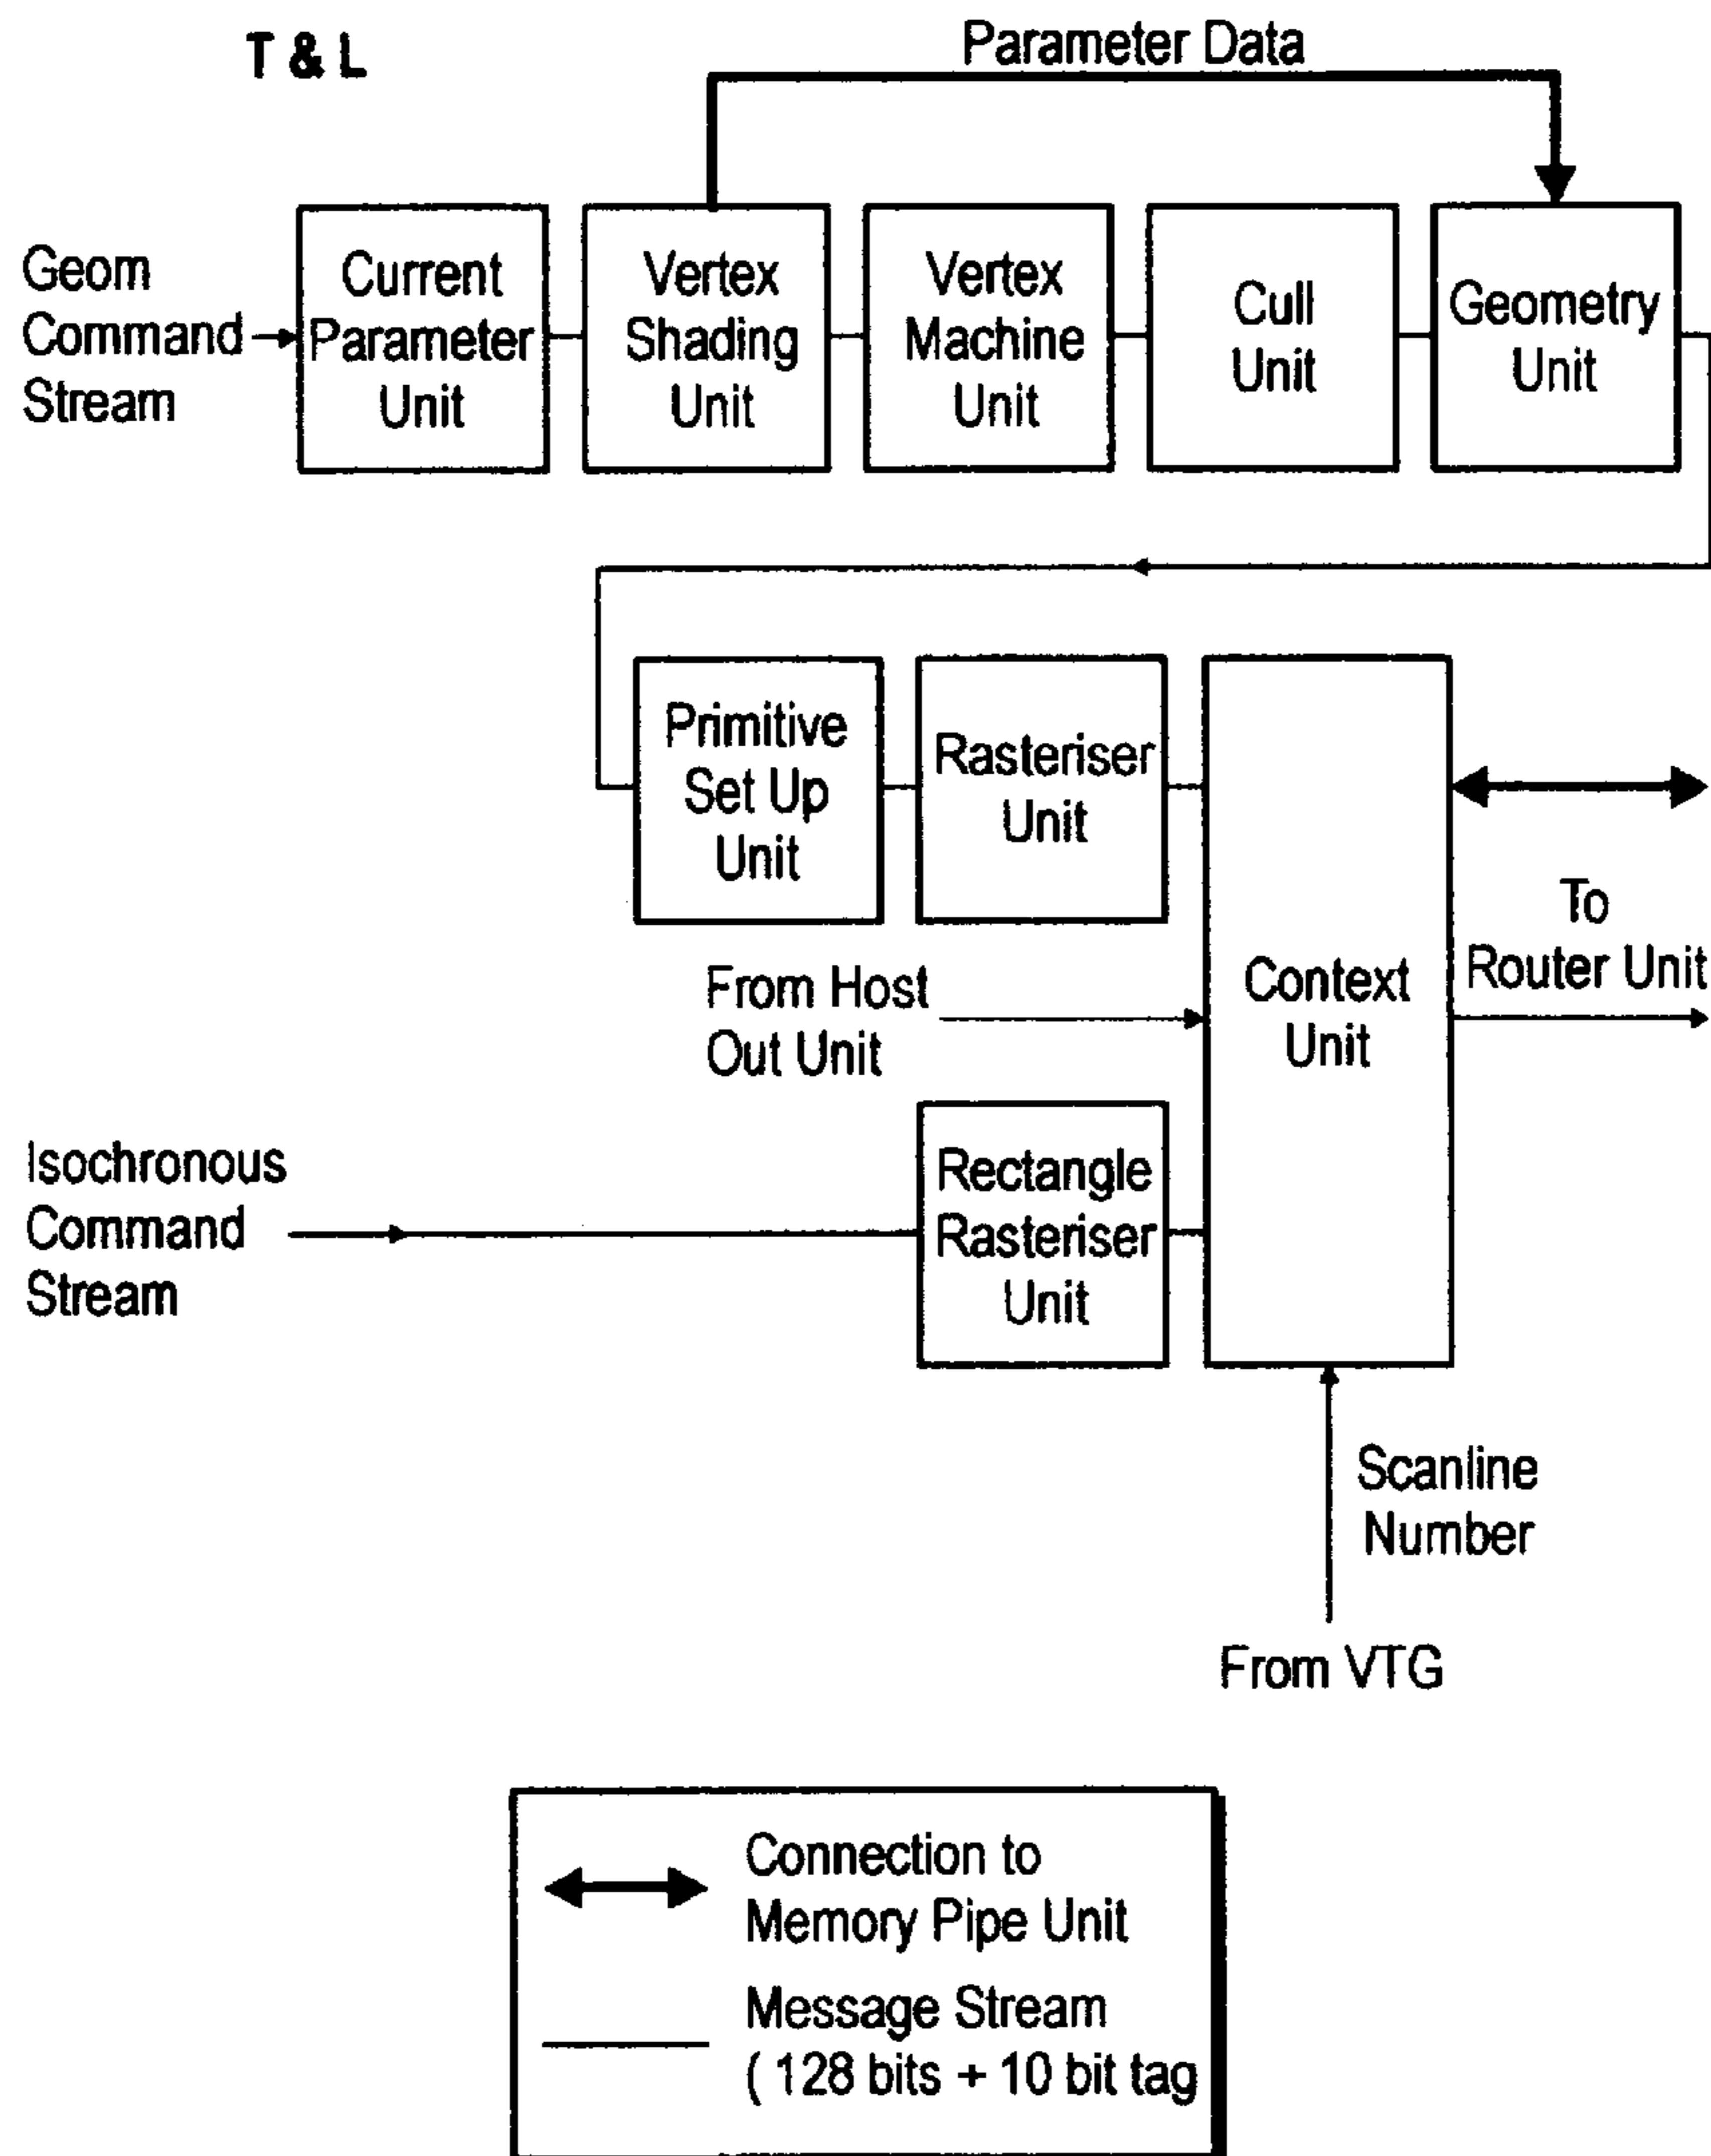 T & L
Parameter Data
Geom
Command
Stream
Current
Parameter
Unit
Vertex
Shading
Unit
Vertex
Machine
Unit
Cull
Unit
Geometry
Unit
Primitive
Set Up
Unit
Rasteriser
Unit
Context
Unit
To
Router Unit
From Host
Out Unit
Isochronous
Command
Stream
Rectangle
Rasteriser
Unit
Scanline
Number
From VTG
Connection to
Memory Pipe Unit
Message Stream
( 128 bits + 10 bit tag